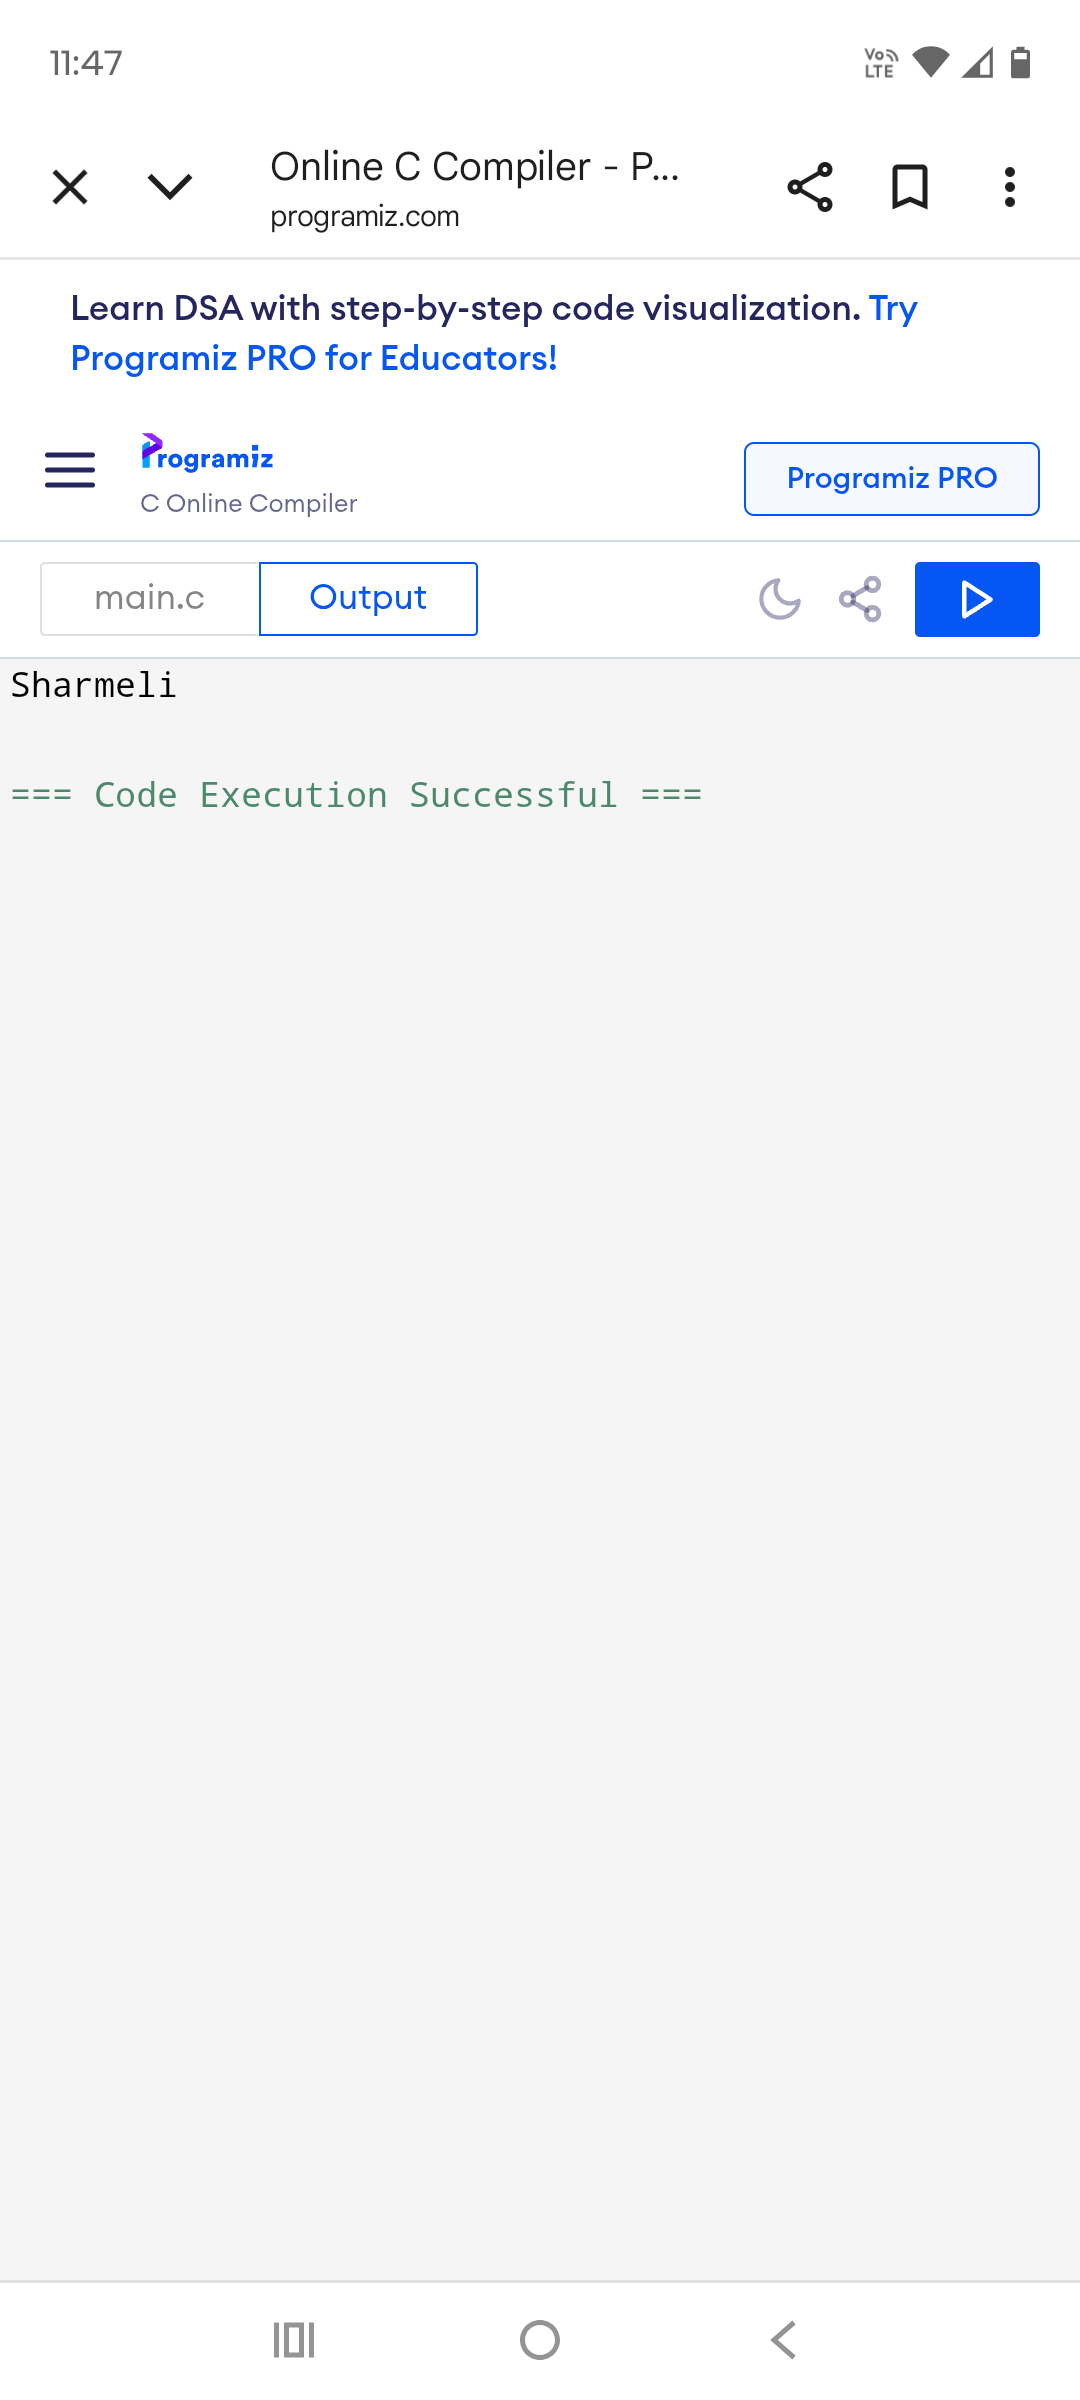 11:47
Vo LTE
Online C Compiler - P...
programiz.com
Learn DSA with step-by-step code visualization. Try
Programiz PRO for Educators!
Programiz
C Online Compiler
Programiz PRO
main.c
Output
Sharmeli
=== Code Execution Successful ===